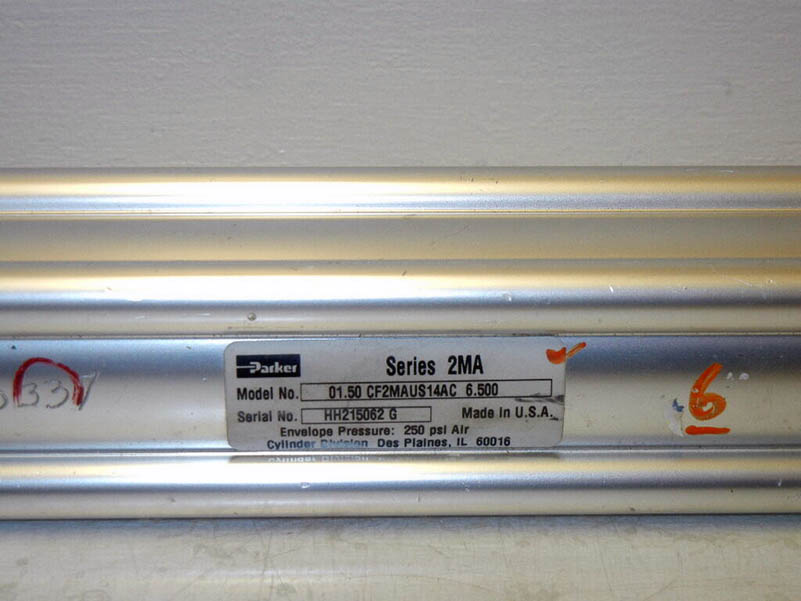 Parker Series 2MA
Model No. 01.50 CF2MAUS14AC 6.500
Serial No. HH215062 G Made In U.S.A.
Envelope Pressure: 250 psi Air
Cylinder Division Des Plaines, IL 60016
337
6